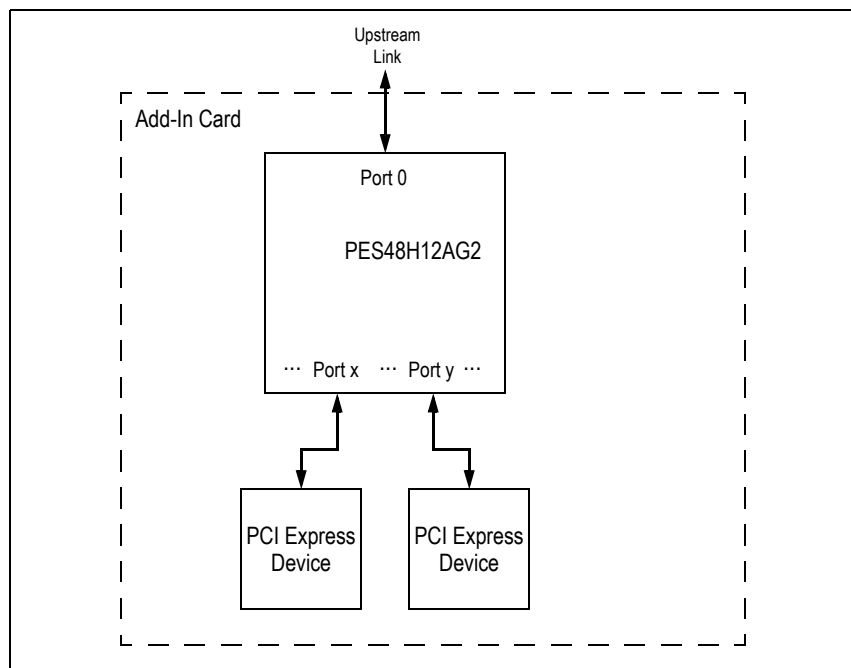 Upstream
Link
Add-In Card
Port 0
PES48H12AG2
··· Port x ··· Port y ···
PCI Express
Device
PCI Express
Device